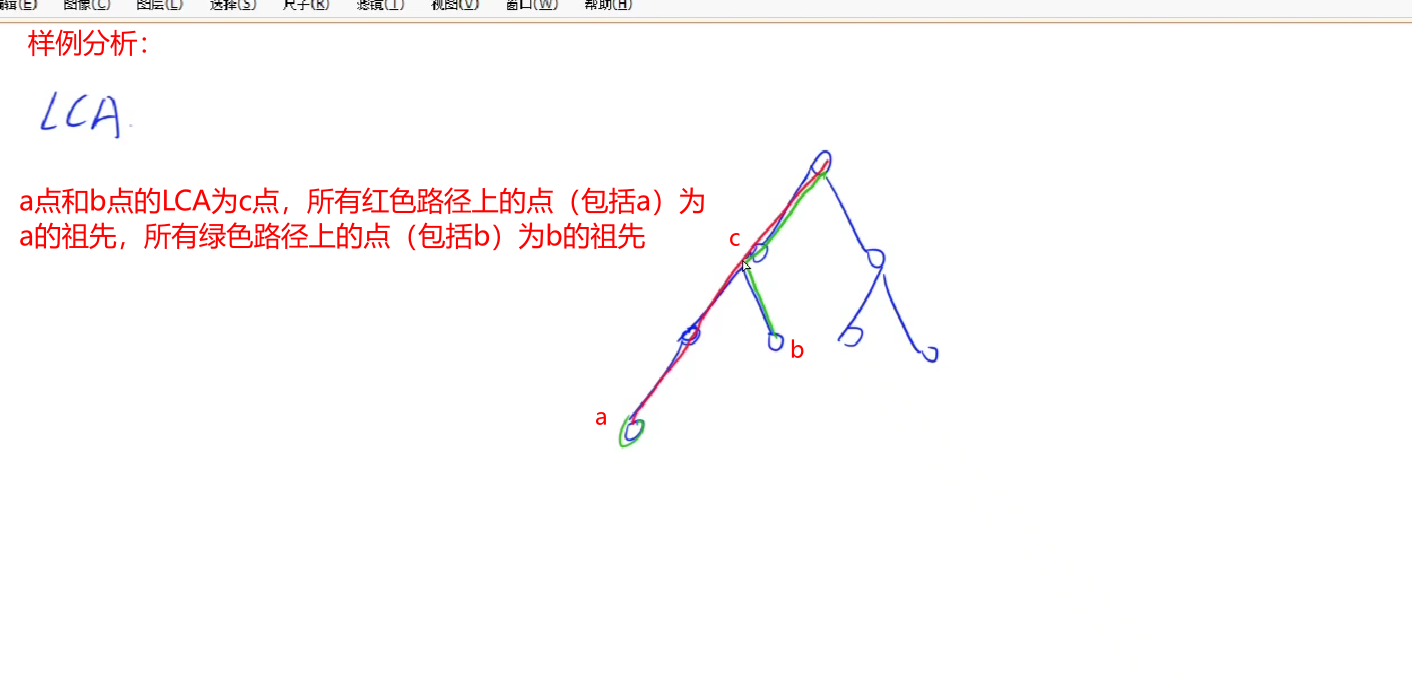 编辑(E) 图像(C) 图层(L) 选择(S) 尺子(R) 滤镜(T) 视图(V) 窗口(W) 帮助(H)
样例分析：
LCA.
a点和b点的LCA为c点，所有红色路径上的点（包括a）为
a的祖先，所有绿色路径上的点（包括b）为b的祖先
c
b
a